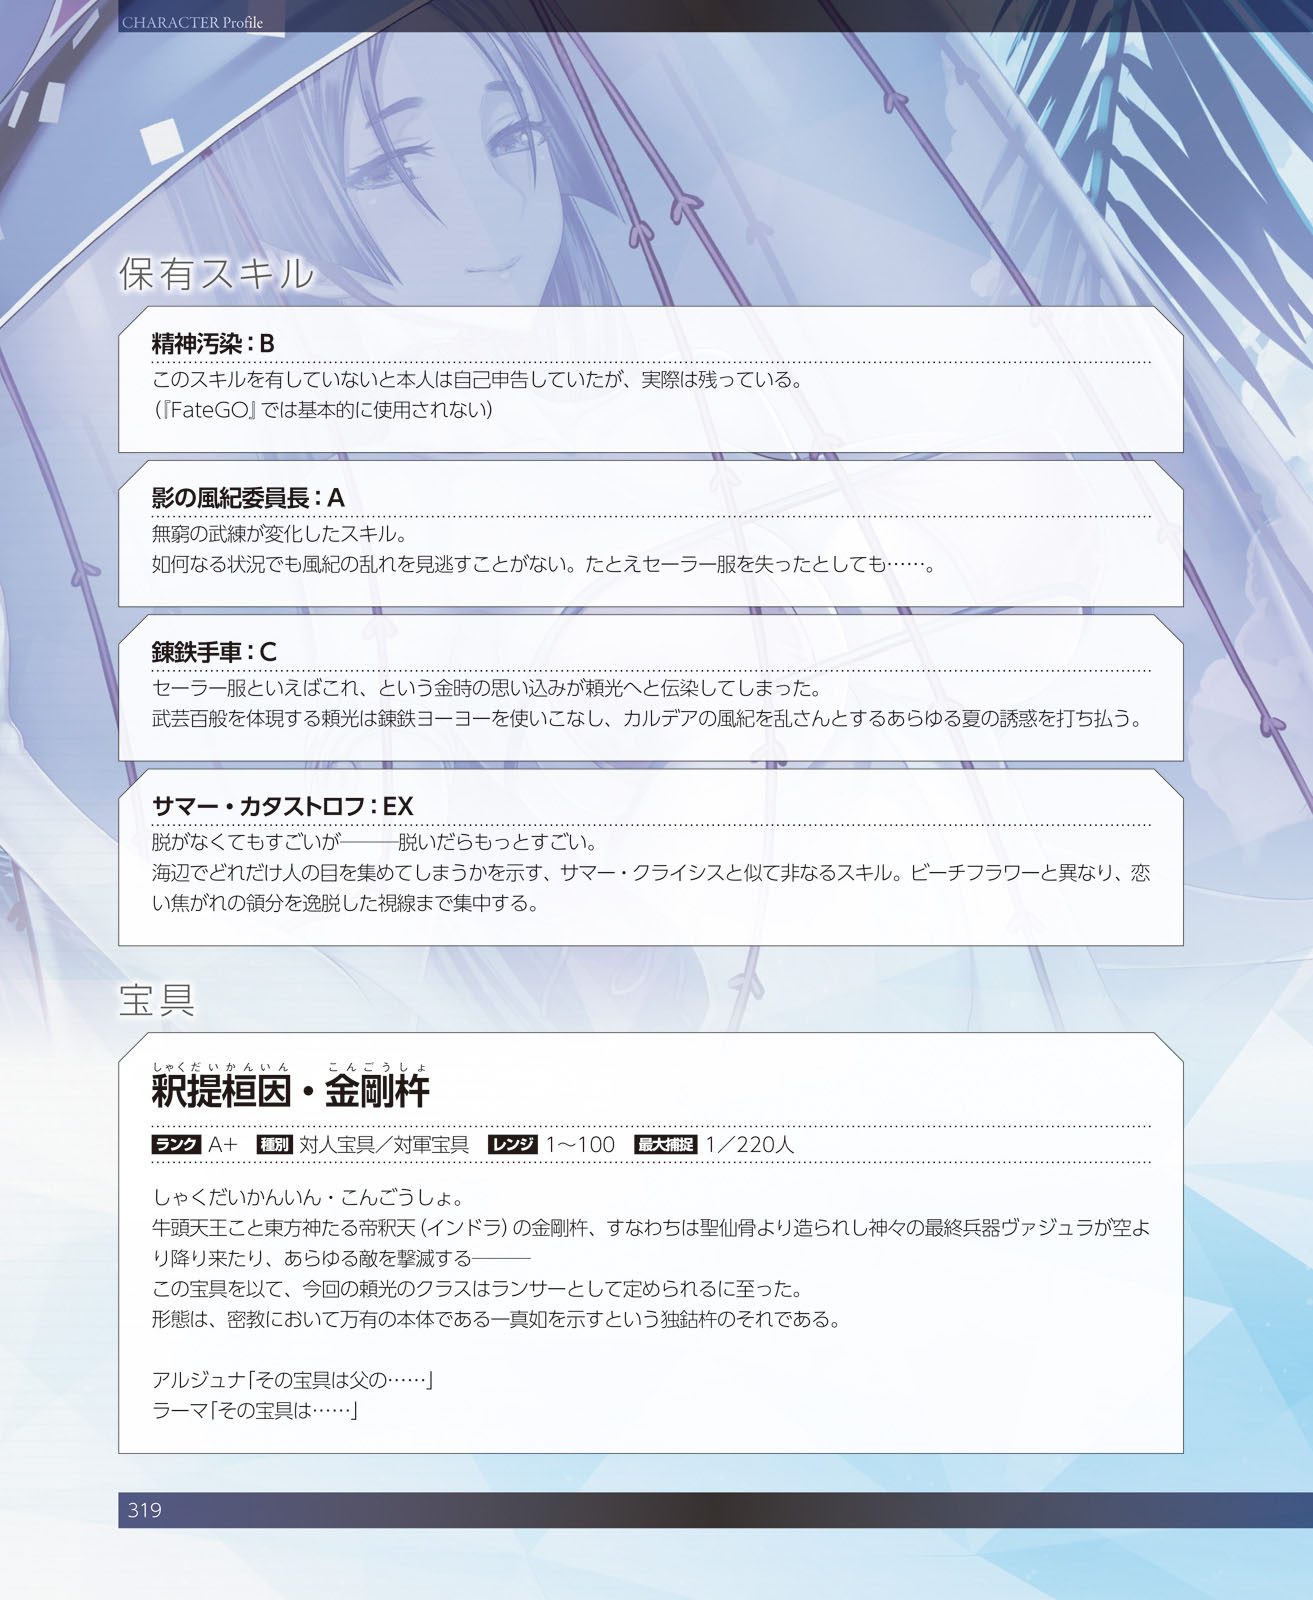 CHARACTER Profile
保有スキル
精神汚染：B
このスキルを有していないと本人は自己申告していたが、実際は残っている。
（『FateGO』では基本的に使用されない）
影の風紀委員長：A
無窮の武練が変化したスキル。
如何なる状況でも風紀の乱れを見逃すことがない。たとえセーラー服を失ったとしても……。
錬鉄手車：C
セーラー服といえばこれ、という金時の思い込みが頼光へと伝染してしまった。
武芸百般を体現する頼光は錬鉄ヨーヨーを使いこなし、カルデアの風紀を乱さんとするあらゆる夏の誘惑を打ち払う。
サマー・カタストロフ：EX
脱がなくてもすごいが―――脱いだらもっとすごい。
海辺でどれだけ人の目を集めてしまうかを示す、サマー・クライシスと似て非なるスキル。ビーチフラワーと異なり、恋
い焦がれの領分を逸脱した視線まで集中する。
宝具
しゃくだいかんいん　こんごうしょ
釈提桓因・金剛杵
ランク A+ 種別 対人宝具／対軍宝具 レンジ 1〜100 最大捕捉 1／220人
しゃくだいかんいん・こんごうしょ。
牛頭天王こと東方神たる帝釈天（インドラ）の金剛杵、すなわちは聖仙骨より造られし神々の最終兵器ヴァジュラが空よ
り降り来たり、あらゆる敵を撃滅する―――
この宝具を以て、今回の頼光のクラスはランサーとして定められるに至った。
形態は、密教において万有の本体である一真如を示すという独鈷杵のそれである。
アルジュナ「その宝具は父の……」
ラーマ「その宝具は……」
319